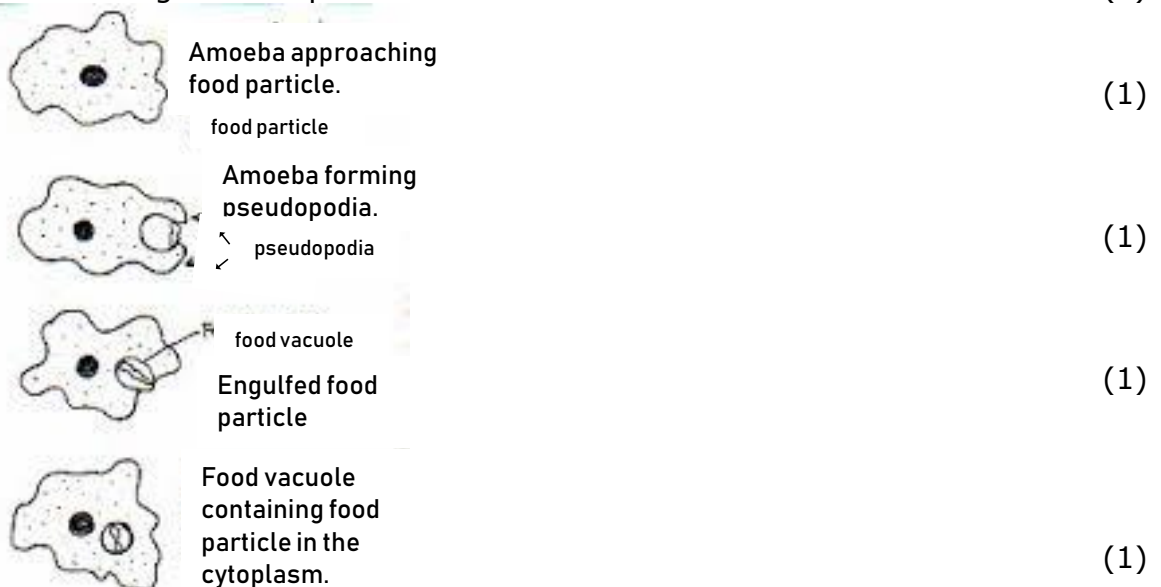 Amoeba approaching
food particle.
(1)
food particle
Amoeba forming
pseudopodia.
(1)
pseudopodia
food vacuole
(1)
Engulfed food
particle
Food vacuole
containing food
particle in the
(1)
cytoplasm.